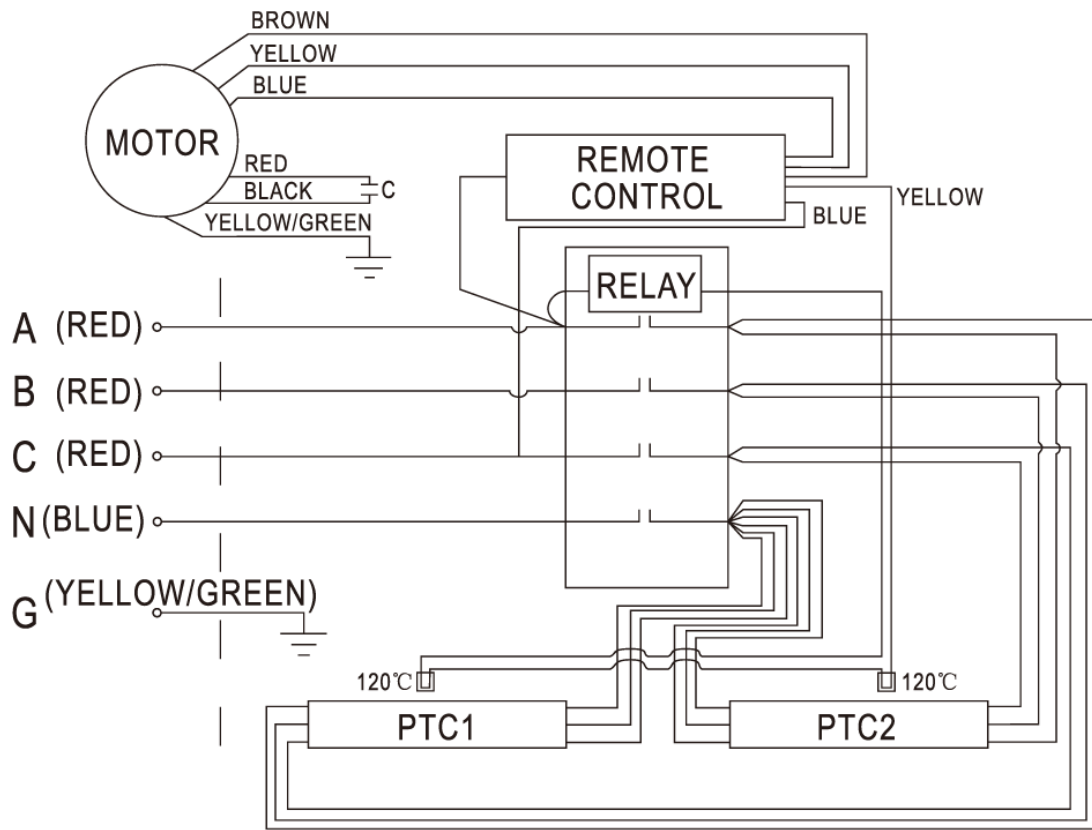 BROWN
YELLOW
BLUE
MOTOR
RED
BLACK
C
YELLOW/GREEN
REMOTE
CONTROL
YELLOW
BLUE
RELAY
A (RED)
B (RED)
C (RED)
N (BLUE)
G (YELLOW/GREEN)
120℃
120℃
PTC1
PTC2